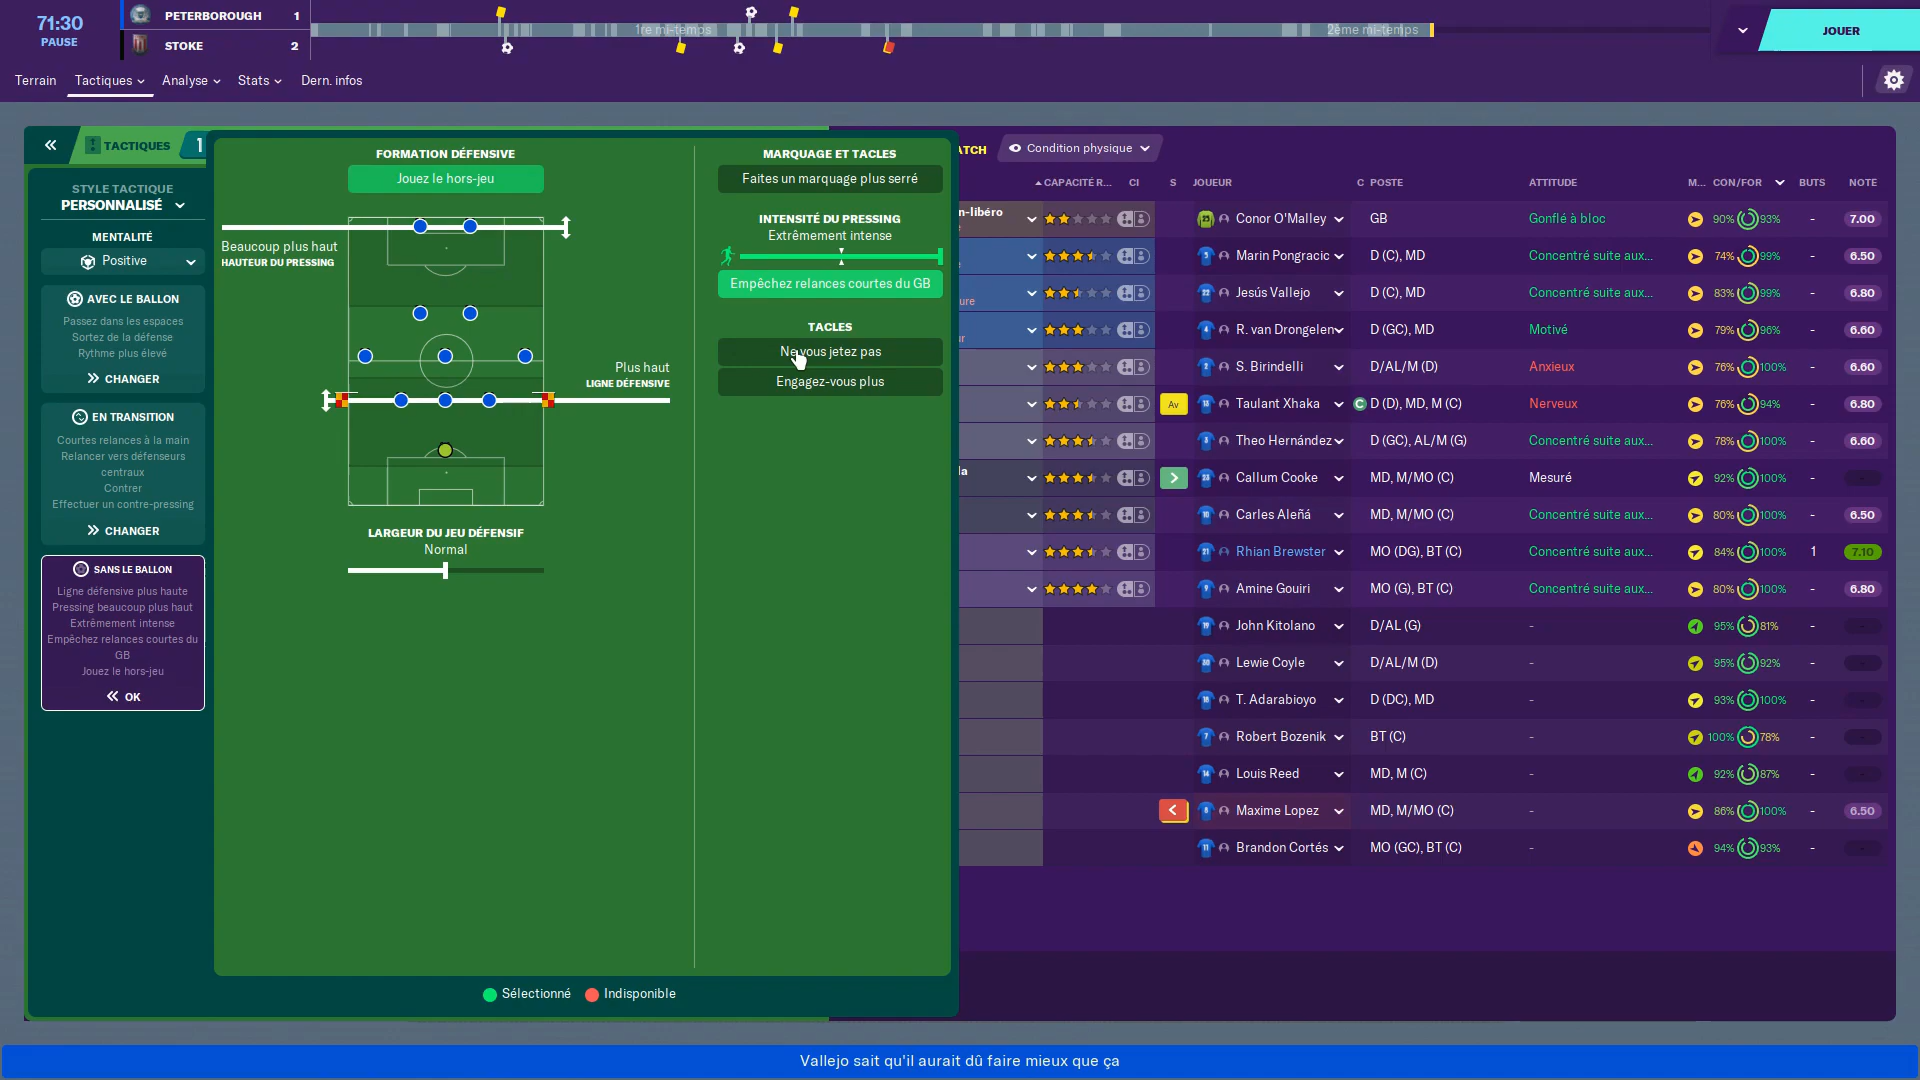 71:30
PAUSE
PETERBOROUGH 1
STOKE 2
1re mi-temps
2ème mi-temps
JOUER
Terrain Tactiques Analyse Stats Dern. infos
TACTIQUES 1
STYLE TACTIQUE
PERSONNALISÉ
MENTALITÉ
Positive
AVEC LE BALLON
Passez dans les espaces
Sortez de la défense
Rythme plus élevé
CHANGER
EN TRANSITION
Courtes relances à la main
Relancer vers défenseurs
centraux
Contrer
Effectuer un contre-pressing
CHANGER
SANS LE BALLON
Ligne défensive plus haute
Pressing beaucoup plus haut
Extrêmement intense
Empêchez relances courtes du
GB
Jouez le hors-jeu
OK
FORMATION DÉFENSIVE
Jouez le hors-jeu
Beaucoup plus haut
HAUTEUR DU PRESSING
Plus haut
LIGNE DÉFENSIVE
LARGEUR DU JEU DÉFENSIF
Normal
MARQUAGE ET TACLES
Faites un marquage plus serré
INTENSITÉ DU PRESSING
Extrêmement intense
Empêchez relances courtes du GB
TACLES
Ne vous jetez pas
Engagez-vous plus
Sélectionné Indisponible
ATCH Condition physique
CAPACITÉ R... CI S JOUEUR C POSTE ATTITUDE M... CON/FOR BUTS NOTE
n-libéro Conor O'Malley GB Gonflé à bloc 90% 93% - 7.00
Marin Pongracic D (C), MD Concentré suite aux... 74% 99% - 6.50
ure Jesús Vallejo D (C), MD Concentré suite aux... 83% 99% - 6.80
ur R. van Drongelen D (GC), MD Motivé 79% 96% - 6.60
S. Birindelli D/AL/M (D) Anxieux 76% 100% - 6.60
Av Taulant Xhaka C D (D), MD, M (C) Nerveux 76% 94% - 6.80
Theo Hernández D (GC), AL/M (G) Concentré suite aux... 78% 100% - 6.60
la Callum Cooke MD, M/MO (C) Mesuré 92% 100% - -
Carles Aleñá MD, M/MO (C) Concentré suite aux... 80% 100% - 6.50
Rhian Brewster MO (DG), BT (C) Concentré suite aux... 84% 100% 1 7.10
Amine Gouiri MO (G), BT (C) Concentré suite aux... 80% 100% - 6.80
John Kitolano D/AL (G) - 95% 81% - -
Lewie Coyle D/AL/M (D) - 95% 92% - -
T. Adarabioyo D (DC), MD - 93% 100% - -
Robert Bozenik BT (C) - 100% 78% - -
Louis Reed MD, M (C) - 92% 87% - -
Maxime Lopez MD, M/MO (C) - 86% 100% - 6.50
Brandon Cortés MO (GC), BT (C) - 94% 93% - -
Vallejo sait qu'il aurait dû faire mieux que ça